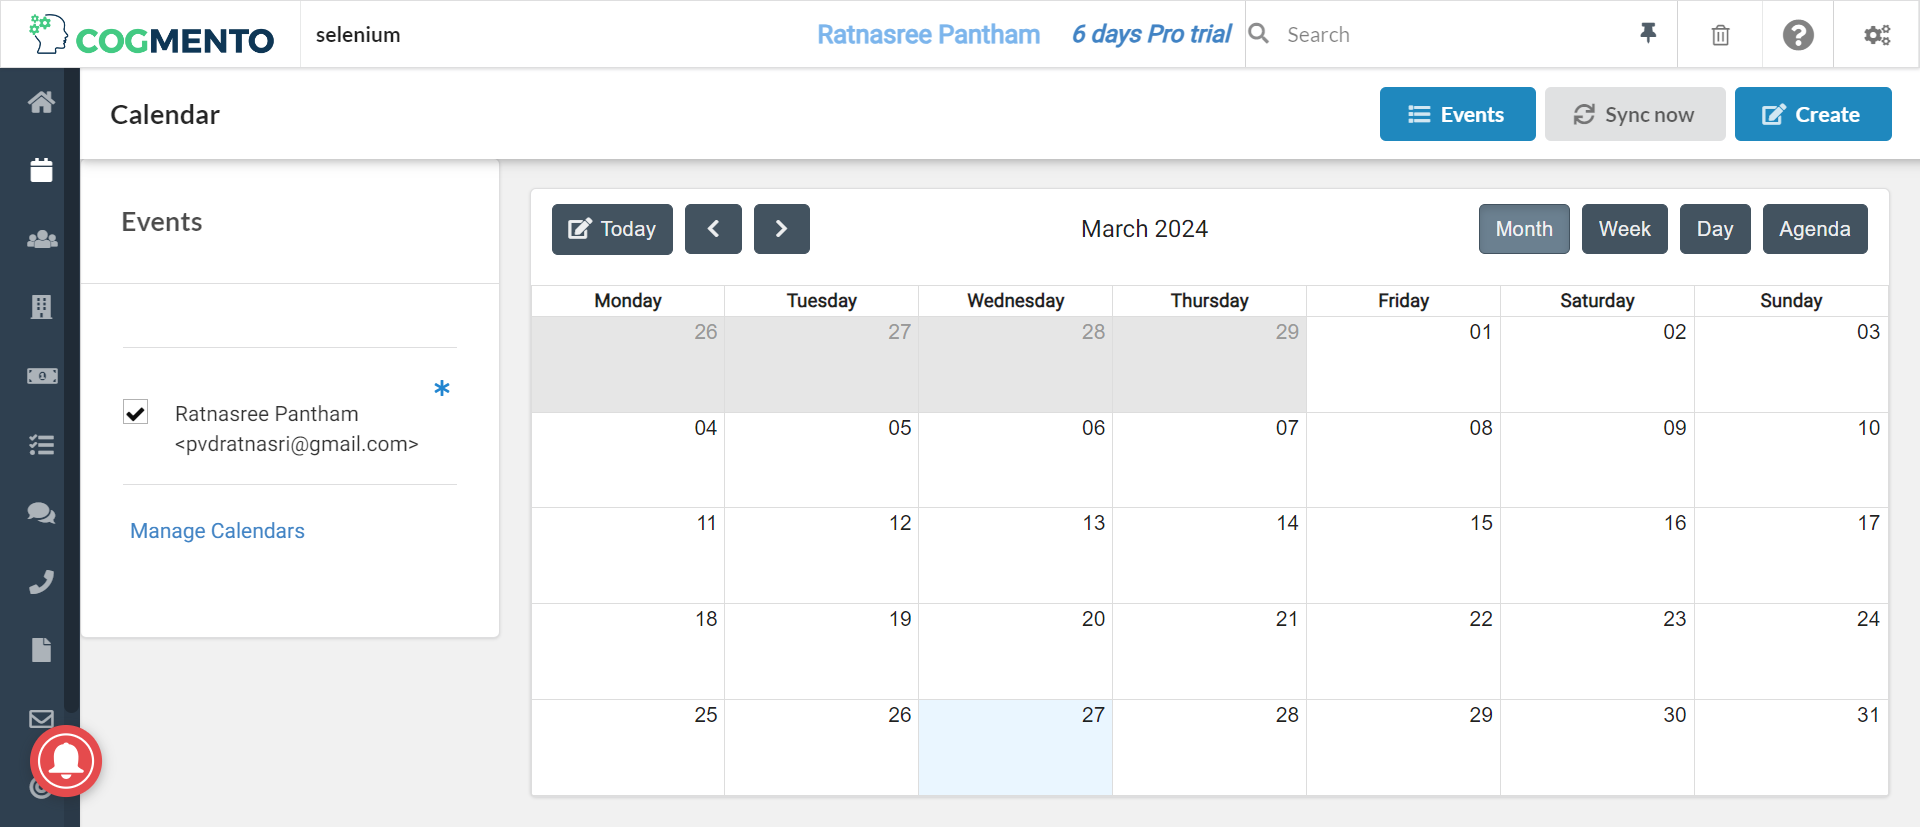 COGMENTO
selenium
Ratnasree Pantham
6 days Pro trial
Search
Calendar
Events
Sync now
Create
Events
Ratnasree Pantham
<pvdratnasri@gmail.com>
Manage Calendars
Today
March 2024
Month
Week
Day
Agenda
Monday Tuesday Wednesday Thursday Friday Saturday Sunday
26 27 28 29 01 02 03
04 05 06 07 08 09 10
11 12 13 14 15 16 17
18 19 20 21 22 23 24
25 26 27 28 29 30 31